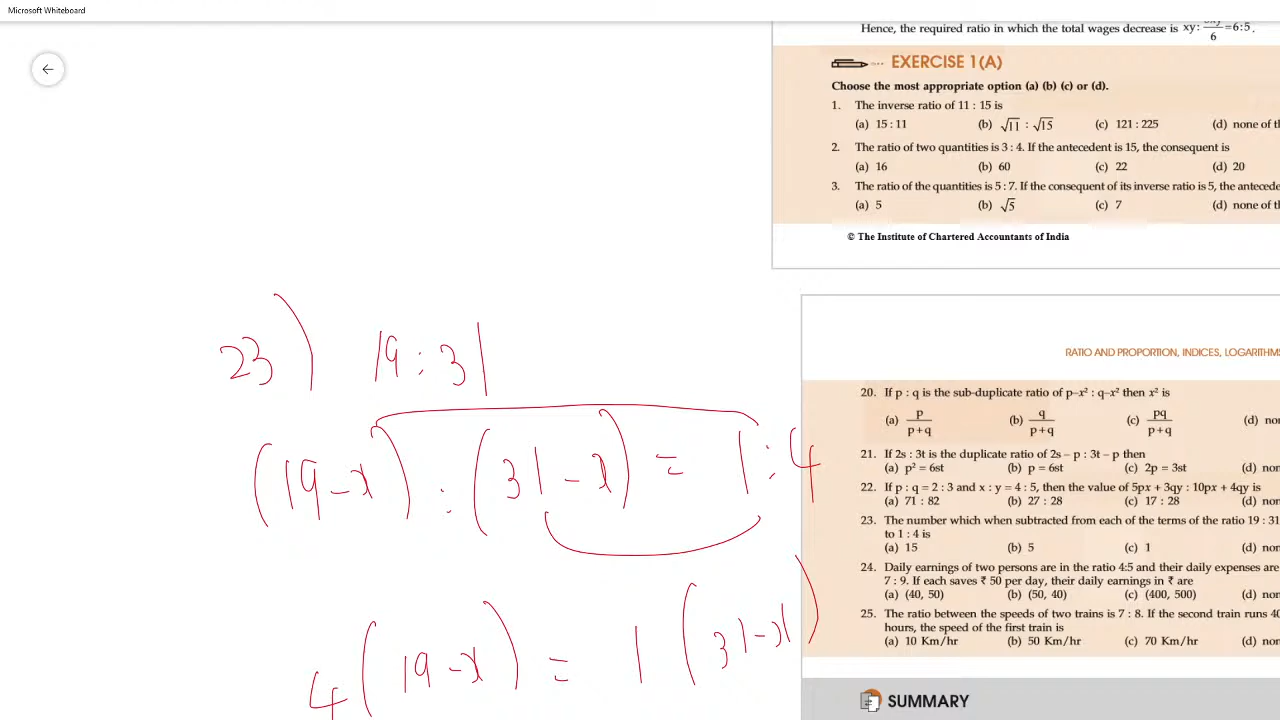 Microsoft Whiteboard
Hence, the required ratio in which the total wages decrease is xy: 5xy/6 = 6:5.
EXERCISE 1(A)
Choose the most appropriate option (a) (b) (c) or (d).
1. The inverse ratio of 11 : 15 is
(a) 15 : 11 (b) √11 : √15 (c) 121 : 225 (d) none of th
2. The ratio of two quantities is 3 : 4. If the antecedent is 15, the consequent is
(a) 16 (b) 60 (c) 22 (d) 20
3. The ratio of the quantities is 5 : 7. If the consequent of its inverse ratio is 5, the antecede
(a) 5 (b) √5 (c) 7 (d) none of th
© The Institute of Chartered Accountants of India
23) 19 : 31
(19-x) : (31-x) = 1 : 4
4(19-x) = 1(31-x)
RATIO AND PROPORTION, INDICES, LOGARITHMS
20. If p : q is the sub-duplicate ratio of p–x² : q–x² then x² is
(a) p/p+q (b) q/p+q (c) pq/p+q (d) non
21. If 2s : 3t is the duplicate ratio of 2s – p : 3t – p then
(a) p² = 6st (b) p = 6st (c) 2p = 3st (d) non
22. If p : q = 2 : 3 and x : y = 4 : 5, then the value of 5px + 3qy : 10px + 4qy is
(a) 71 : 82 (b) 27 : 28 (c) 17 : 28 (d) non
23. The number which when subtracted from each of the terms of the ratio 19 : 31
to 1 : 4 is
(a) 15 (b) 5 (c) 1 (d) non
24. Daily earnings of two persons are in the ratio 4:5 and their daily expenses are
7 : 9. If each saves ₹ 50 per day, their daily earnings in ₹ are
(a) (40, 50) (b) (50, 40) (c) (400, 500) (d) non
25. The ratio between the speeds of two trains is 7 : 8. If the second train runs 40
hours, the speed of the first train is
(a) 10 Km/hr (b) 50 Km/hr (c) 70 Km/hr (d) non
SUMMARY